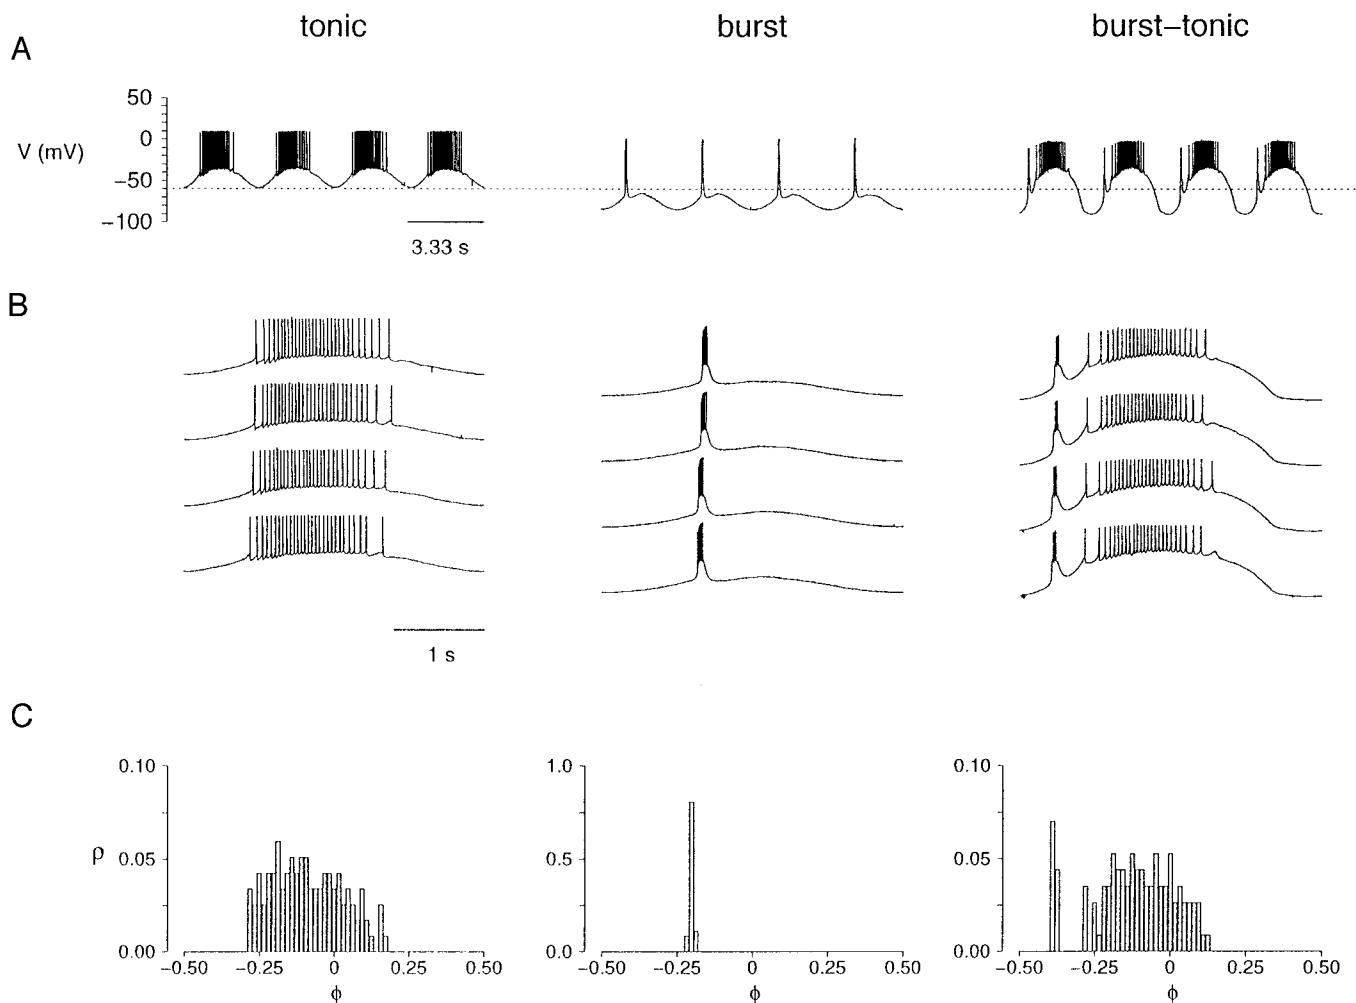 tonic burst burst–tonic
A
50
0
V (mV)
−50
−100
3.33 s
B
1 s
C
0.10 1.0 0.10
ρ 0.05 0.5 0.05
0.00 0.0 0.00
−0.50 −0.25 0 0.25 0.50 −0.50 −0.25 0 0.25 0.50 −0.50 −0.25 0 0.25 0.50
ϕ ϕ ϕ